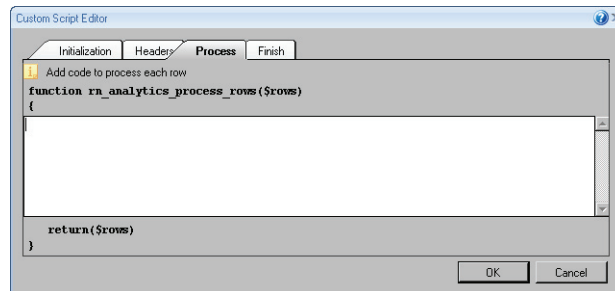 Custom Script Editor
Initialization Headers Process Finish
Add code to process each row
function rn_analytics_process_rows($rows)
{
return($rows)
}
OK Cancel